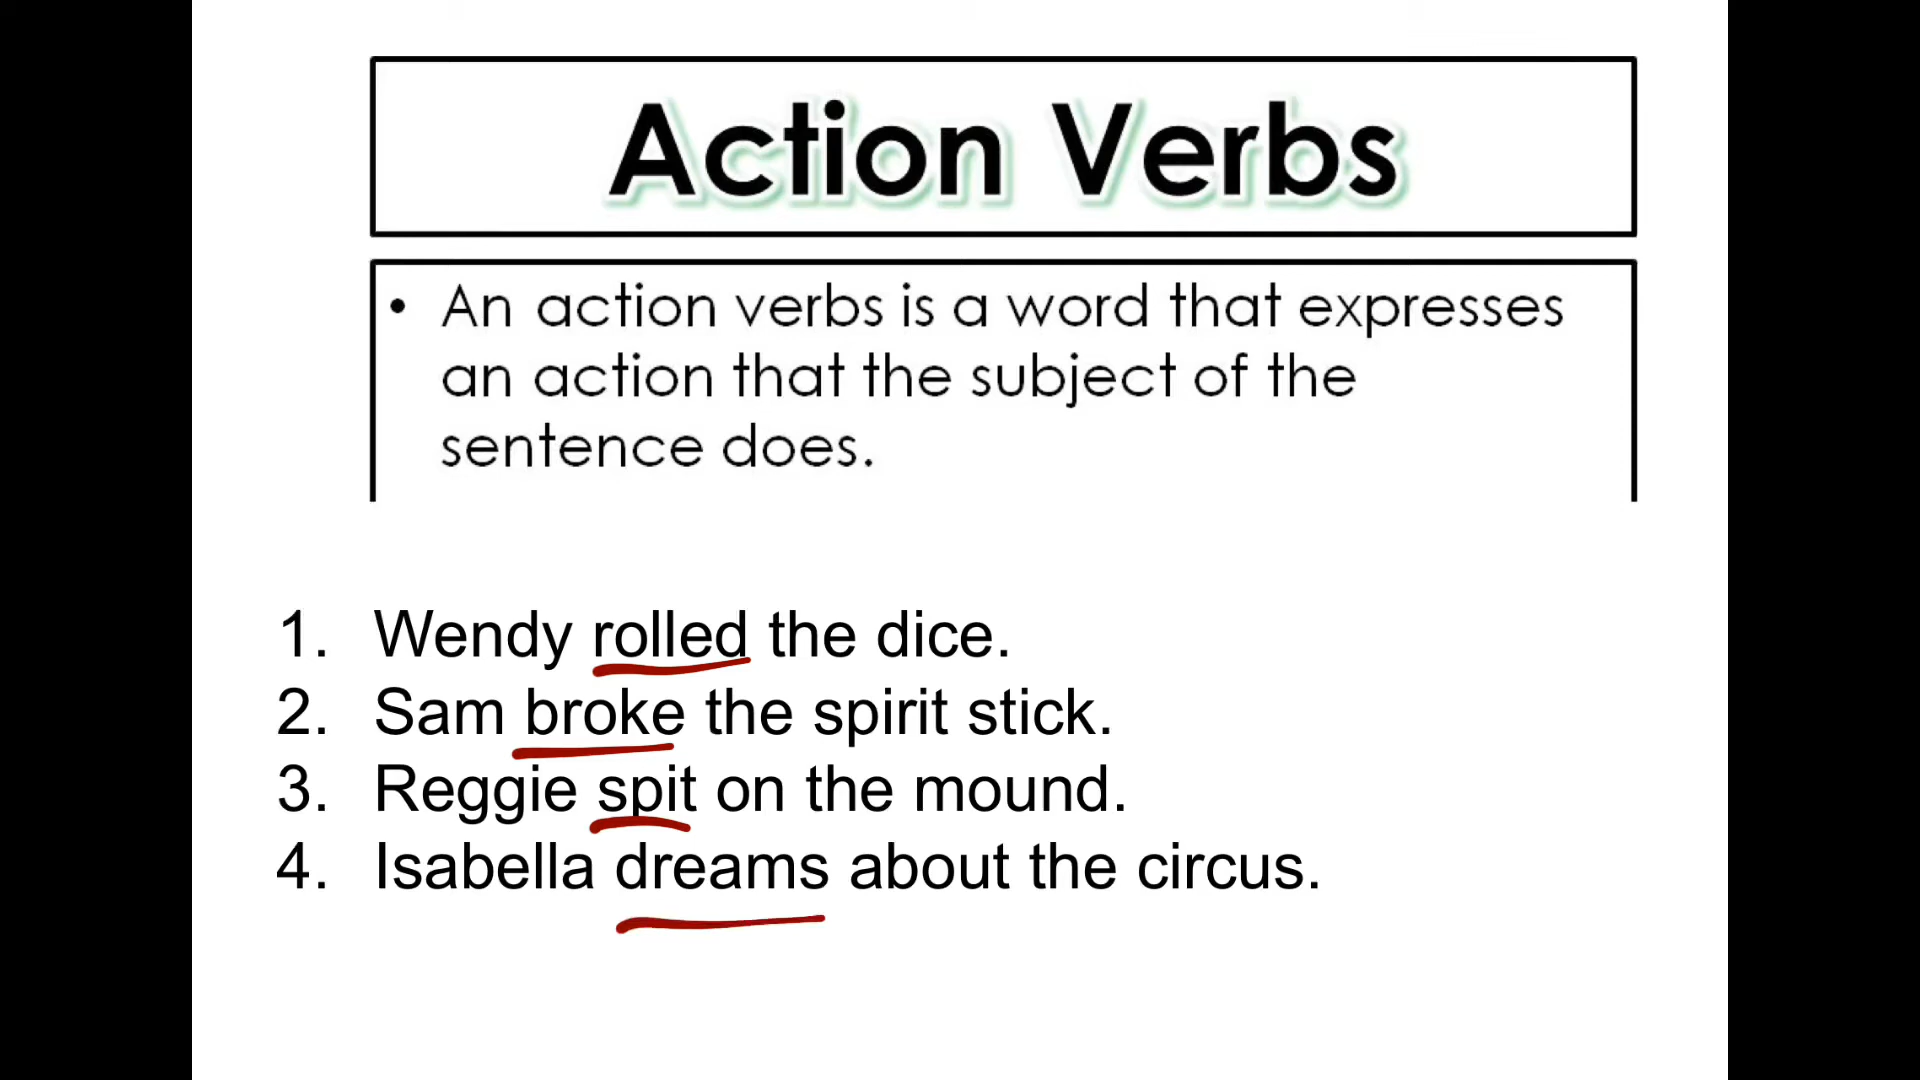 Action Verbs
• An action verbs is a word that expresses
an action that the subject of the
sentence does.
1. Wendy rolled the dice.
2. Sam broke the spirit stick.
3. Reggie spit on the mound.
4. Isabella dreams about the circus.